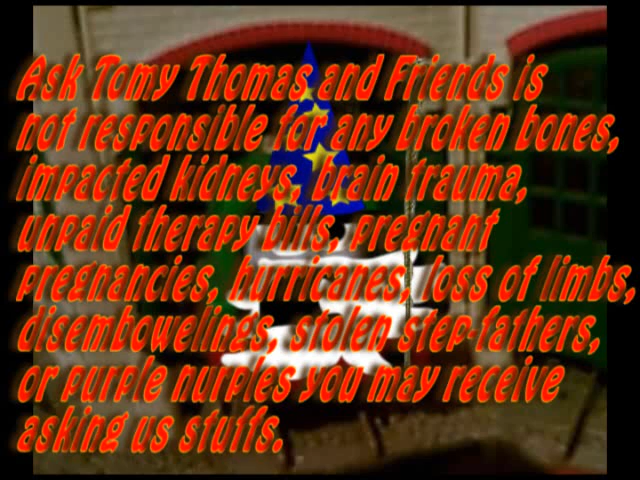 Ask Tomy Thomas and Friends is
not responsible for any broken bones,
impacted kidneys, brain trauma,
unpaid therapy bills, pregnant
pregnancies, hurricanes, loss of limbs,
disembowelings, stolen step-fathers,
or purple nurples you may receive
asking us stuffs.